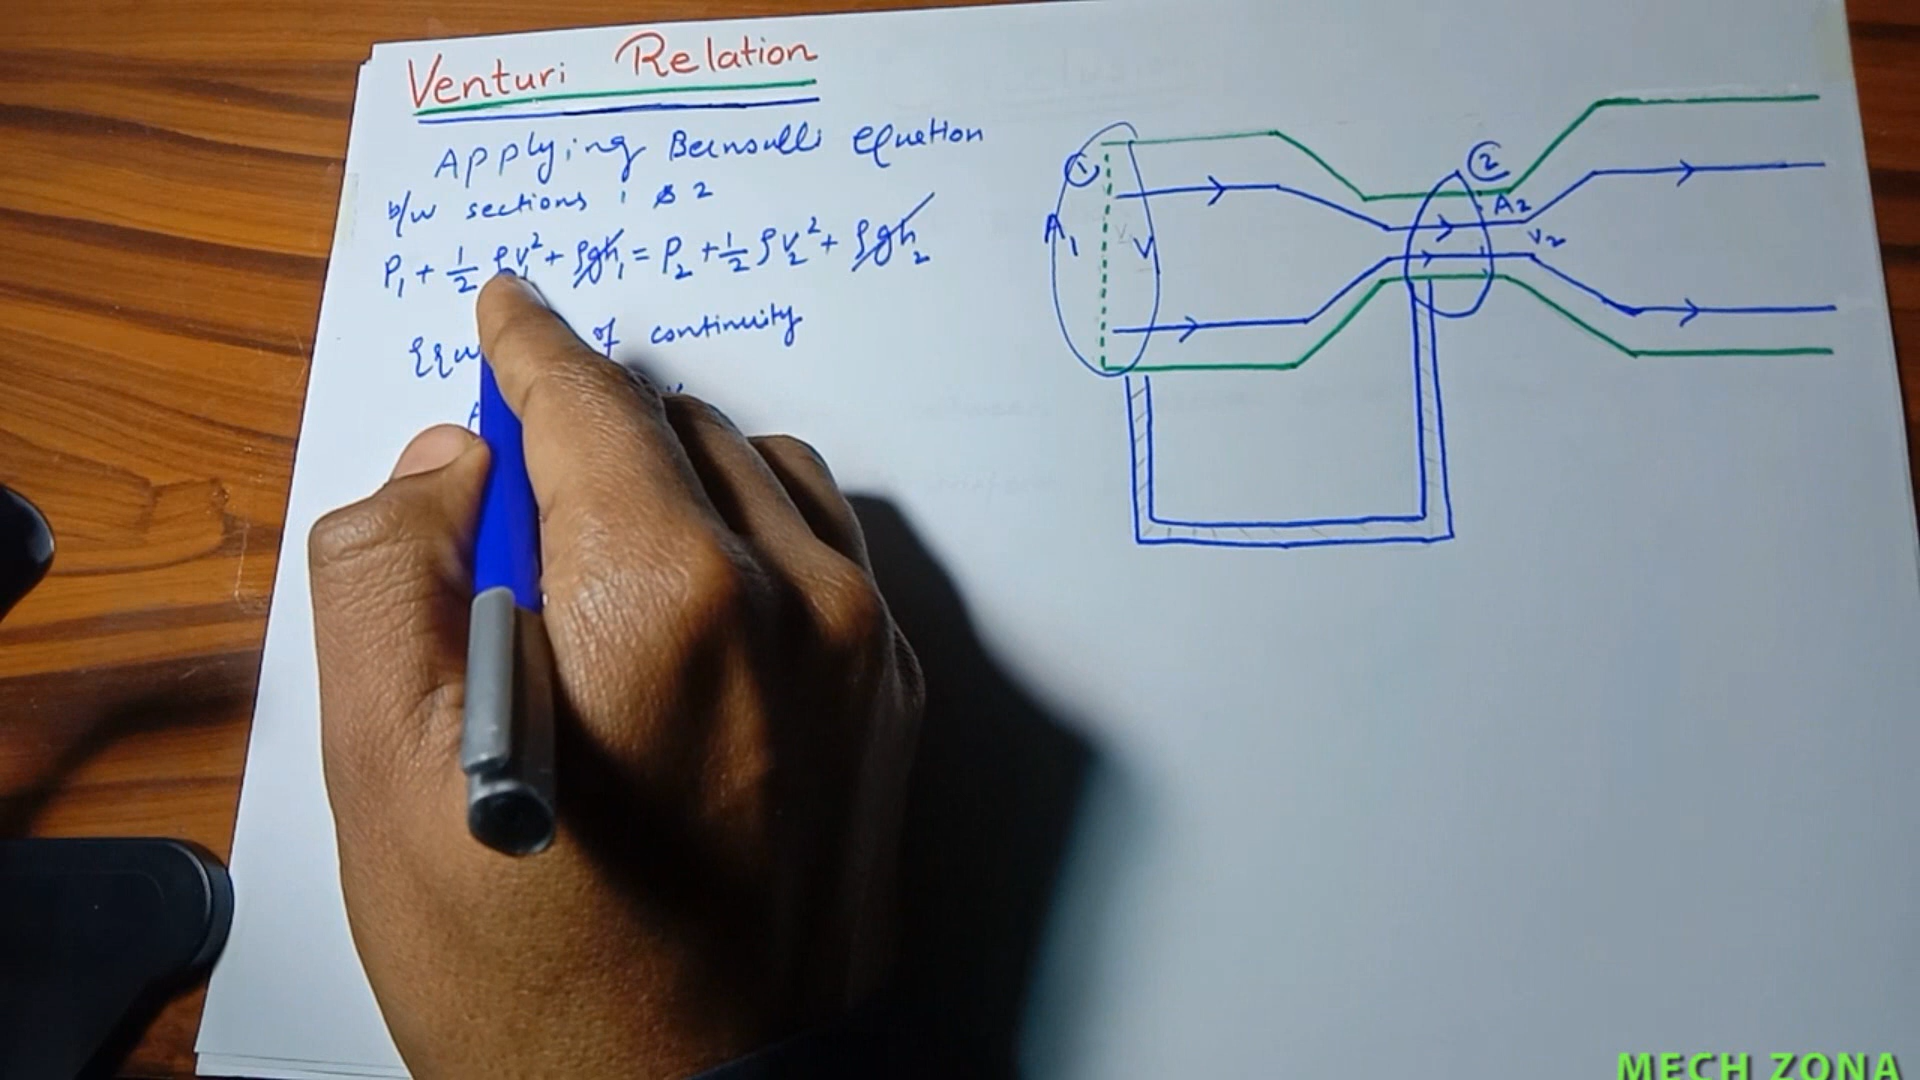 Venturi Relation
Applying Bernoulli Equation
b/w sections 1 & 2
P₁ + 1/2 ρV₁² + ρgh₁ = P₂ + 1/2 ρV₂² + ρgh₂
of continuity
A
1
A₁
V
2
A₂
V₂
MECH ZONA